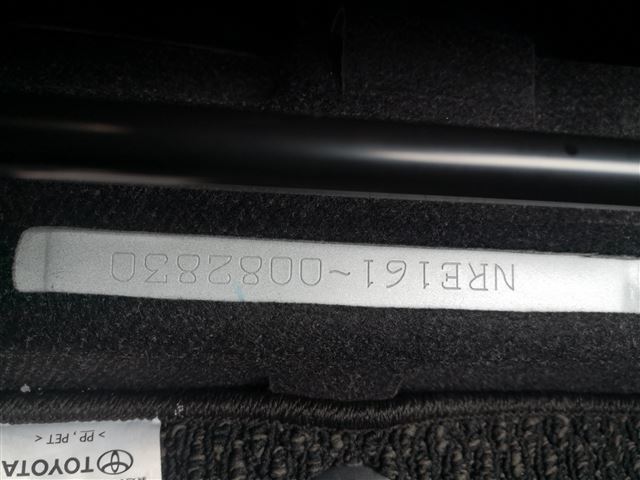 TOYOTA
> PP, PET <
NRE161~0082830